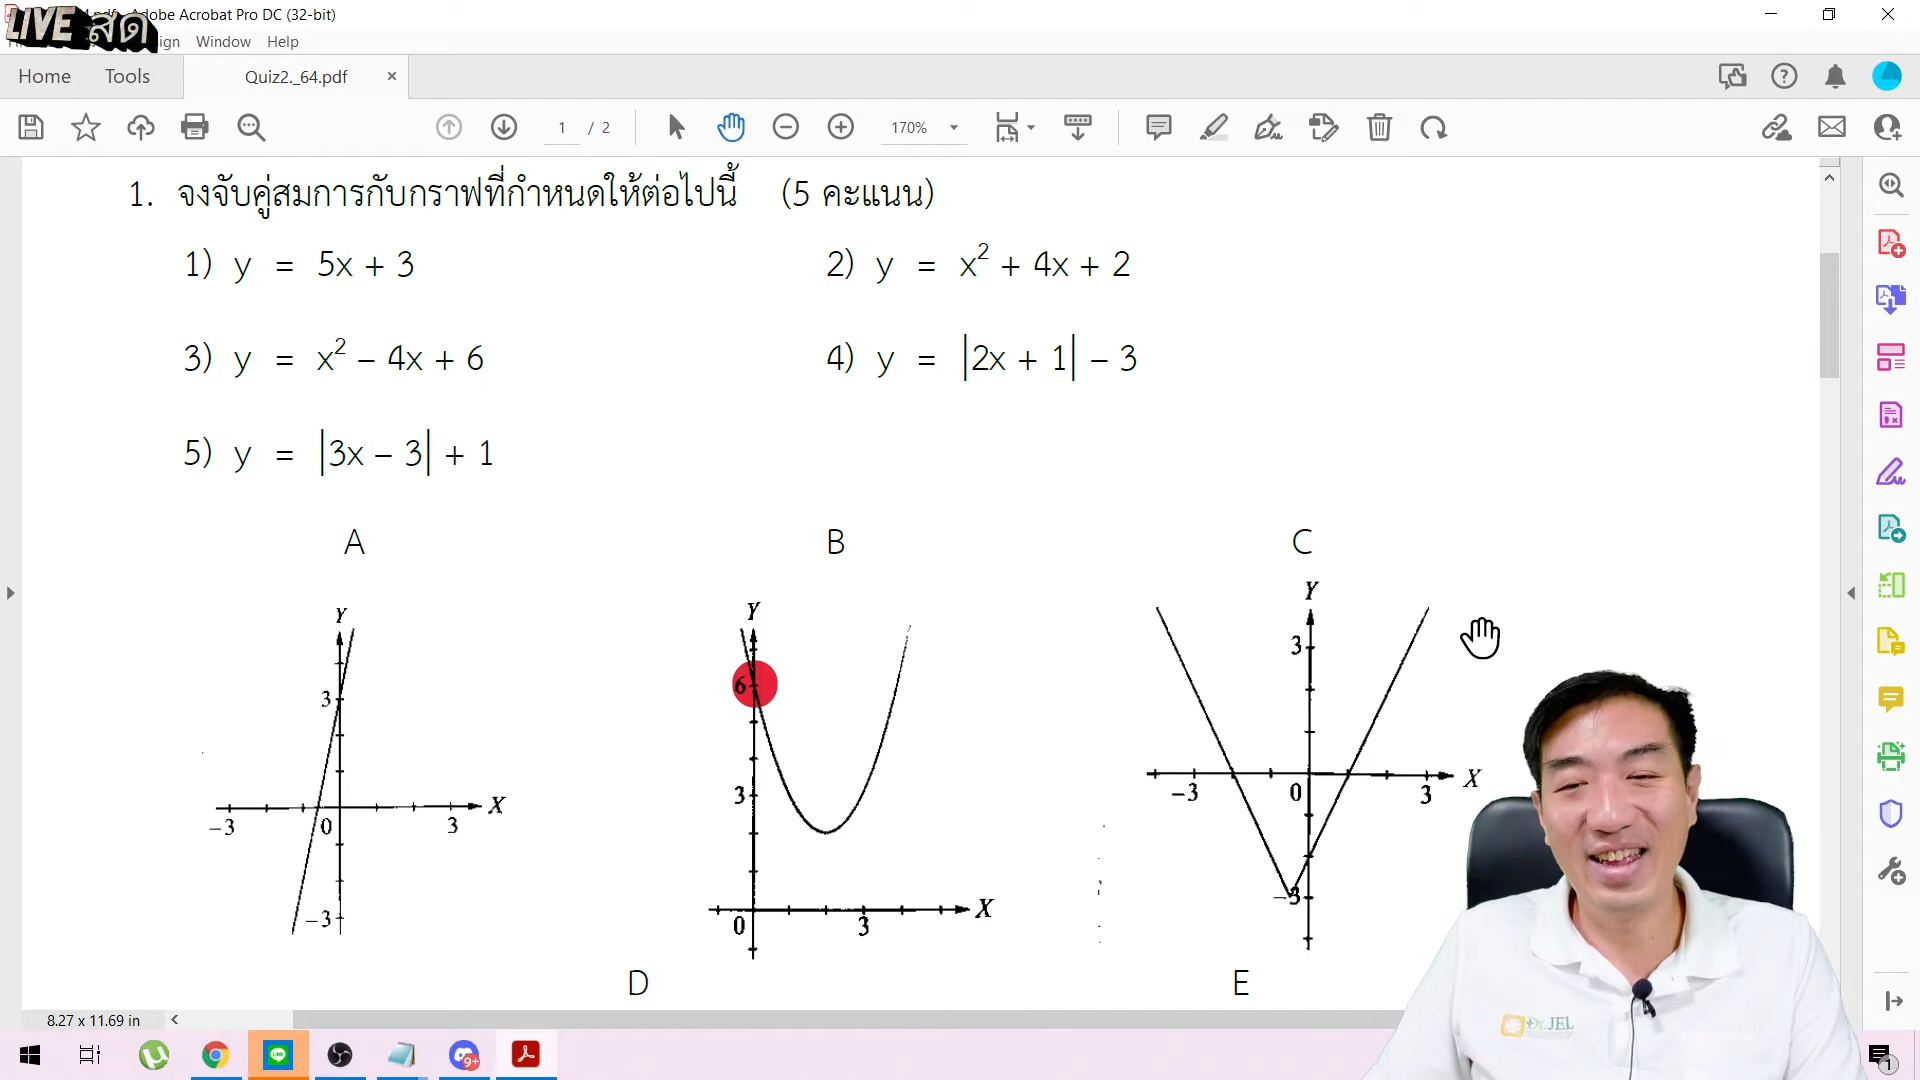 LIVE สด
Adobe Acrobat Pro DC (32-bit)
Window Help
Home Tools Quiz2._64.pdf ×
1 / 2 170%
1. จงจับคู่สมการกับกราฟที่กำหนดให้ต่อไปนี้ (5 คะแนน)
1) y = 5x + 3 2) y = x² + 4x + 2
3) y = x² – 4x + 6 4) y = |2x + 1| – 3
5) y = |3x – 3| + 1
A B C
Y
3
X
–3 0 3
–3
Y
6
3
X
0 3
Y
3
X
–3 0 3
–3
D E
8.27 x 11.69 in
Dr.JEL
9+
1